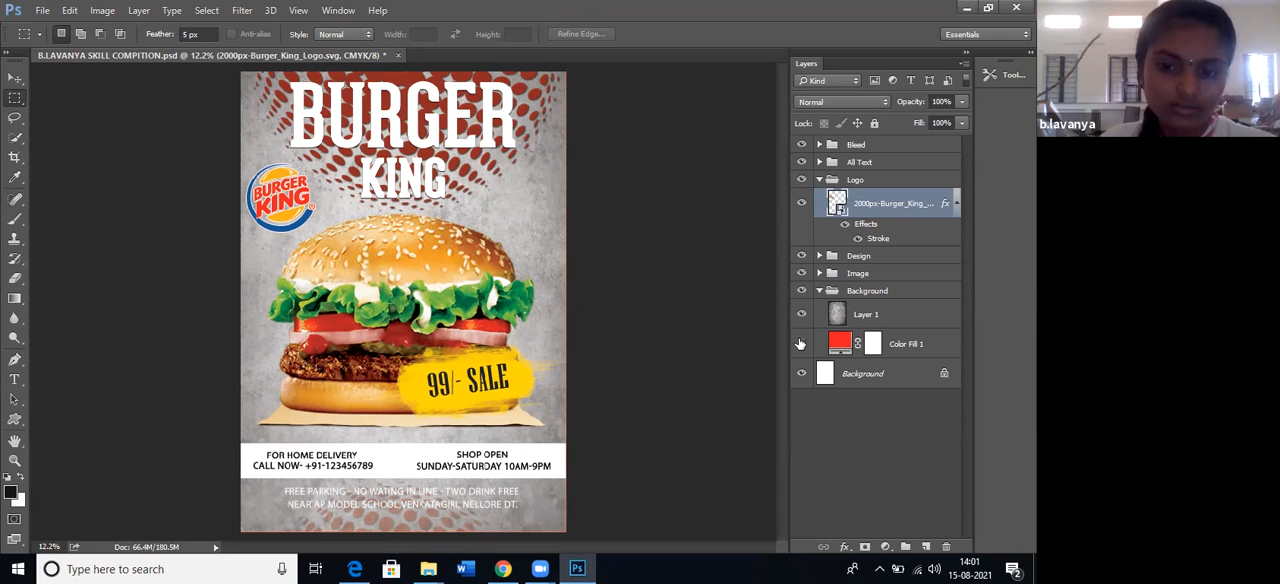 Ps File Edit Image Layer Type Select Filter 3D View Window Help
Feather: 5 px Anti-alias Style: Normal Width: Height: Refine Edge... Essentials
B.LAVANYA SKILL COMPITION.psd @ 12.2% (2000px-Burger_King_Logo.svg, CMYK/8) * ×
BURGER
KING
BURGER
KING
99/- SALE
FOR HOME DELIVERY
CALL NOW- +91-123456789
SHOP OPEN
SUNDAY-SATURDAY 10AM-9PM
FREE PARKING - NO WATING IN LINE - TWO DRINK FREE
NEAR AP MODEL SCHOOL,VENKATAGIRI, NELLORE DT.
Layers
Kind
Normal Opacity: 100%
Lock: Fill: 100%
Bleed
All Text
Logo
2000px-Burger_King_... fx
Effects
Stroke
Design
Image
Background
Layer 1
Color Fill 1
Background
Tool...
b.lavanya
12.2% Doc: 66.4M/180.5M
Type here to search
14:01
15-08-2021
2